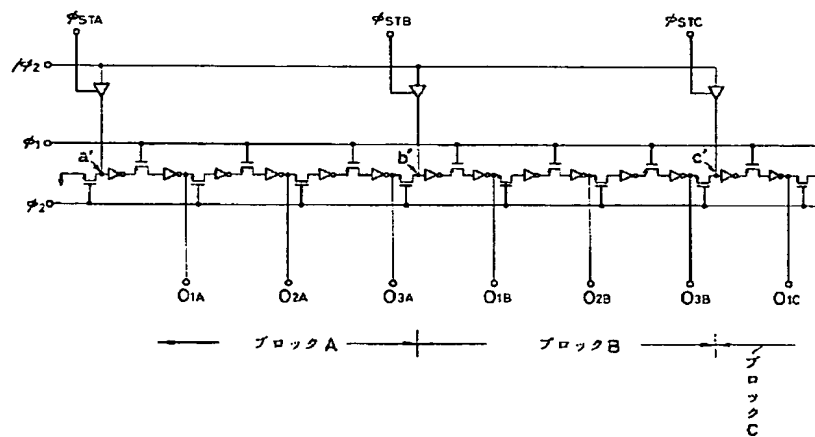 φSTA φSTB φSTC
/φ2
φ1
a' b' c'
φ2
O1A O2A O3A O1B O2B O3B O1C
ブロックA ブロックB
ブロックC